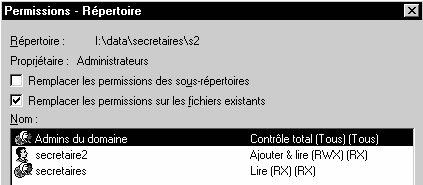 Permissions - Répertoire
Répertoire : I:\data\secretaires\s2
Propriétaire : Administrateurs
Remplacer les permissions des sous-répertoires
Remplacer les permissions sur les fichiers existants
Nom :
Admins du domaine Contrôle total (Tous) (Tous)
secretaire2 Ajouter & lire (RWX) (RX)
secretaires Lire (RX) (RX)